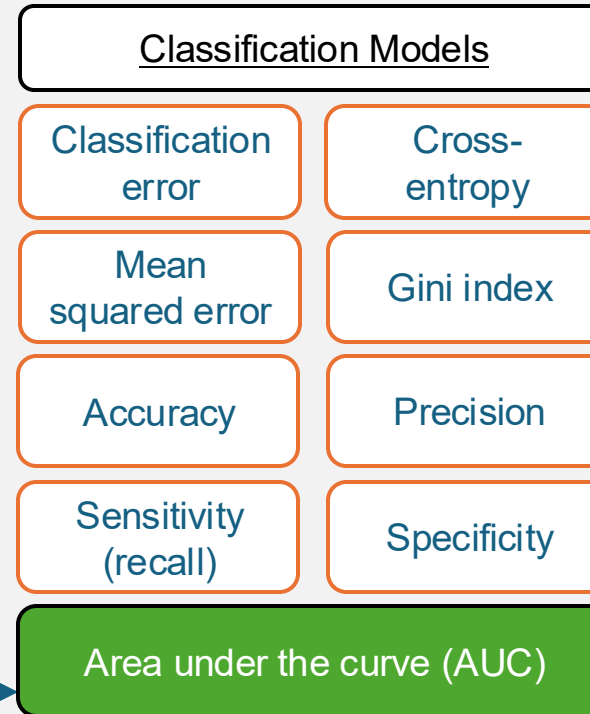 Classification Models
Classification
error
Cross-
entropy
Mean
squared error
Gini index
Accuracy
Precision
Sensitivity
(recall)
Specificity
Area under the curve (AUC)